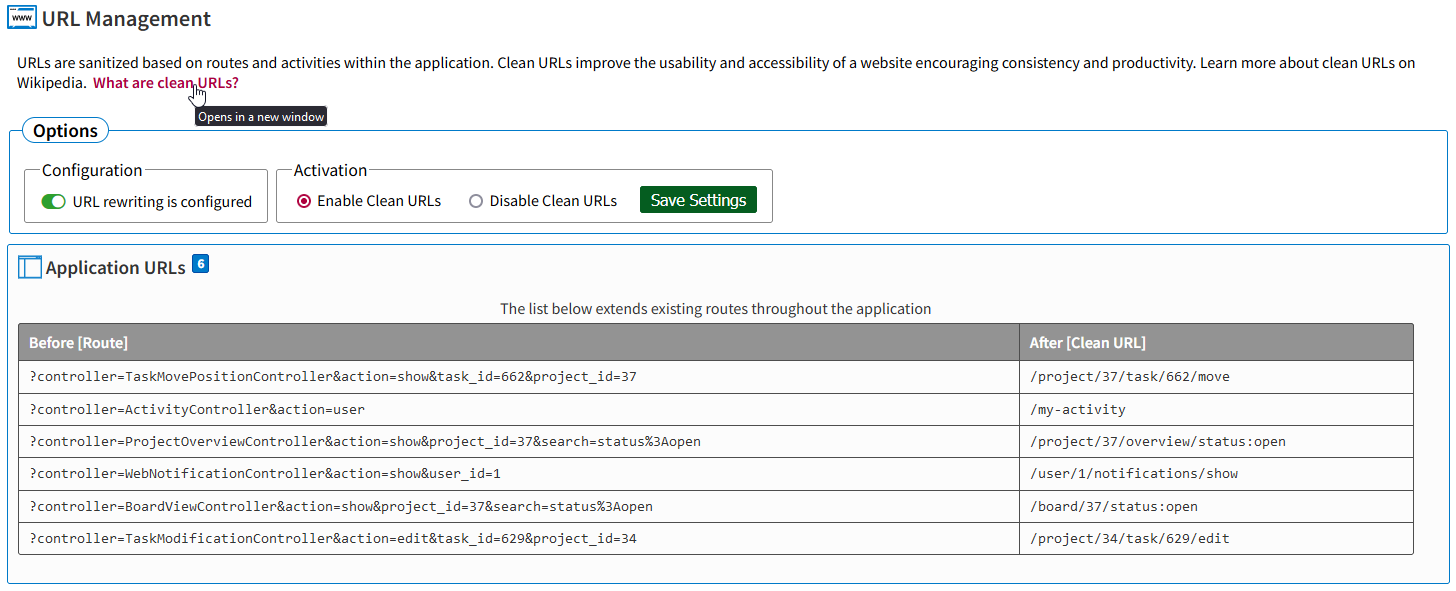 www URL Management
URLs are sanitized based on routes and activities within the application. Clean URLs improve the usability and accessibility of a website encouraging consistency and productivity. Learn more about clean URLs on
Wikipedia. What are clean URLs?
Opens in a new window
Options
Configuration
URL rewriting is configured
Activation
Enable Clean URLs Disable Clean URLs Save Settings
Application URLs 6
The list below extends existing routes throughout the application
Before [Route] After [Clean URL]
?controller=TaskMovePositionController&action=show&task_id=662&project_id=37 /project/37/task/662/move
?controller=ActivityController&action=user /my-activity
?controller=ProjectOverviewController&action=show&project_id=37&search=status%3Aopen /project/37/overview/status:open
?controller=WebNotificationController&action=show&user_id=1 /user/1/notifications/show
?controller=BoardViewController&action=show&project_id=37&search=status%3Aopen /board/37/status:open
?controller=TaskModificationController&action=edit&task_id=629&project_id=34 /project/34/task/629/edit